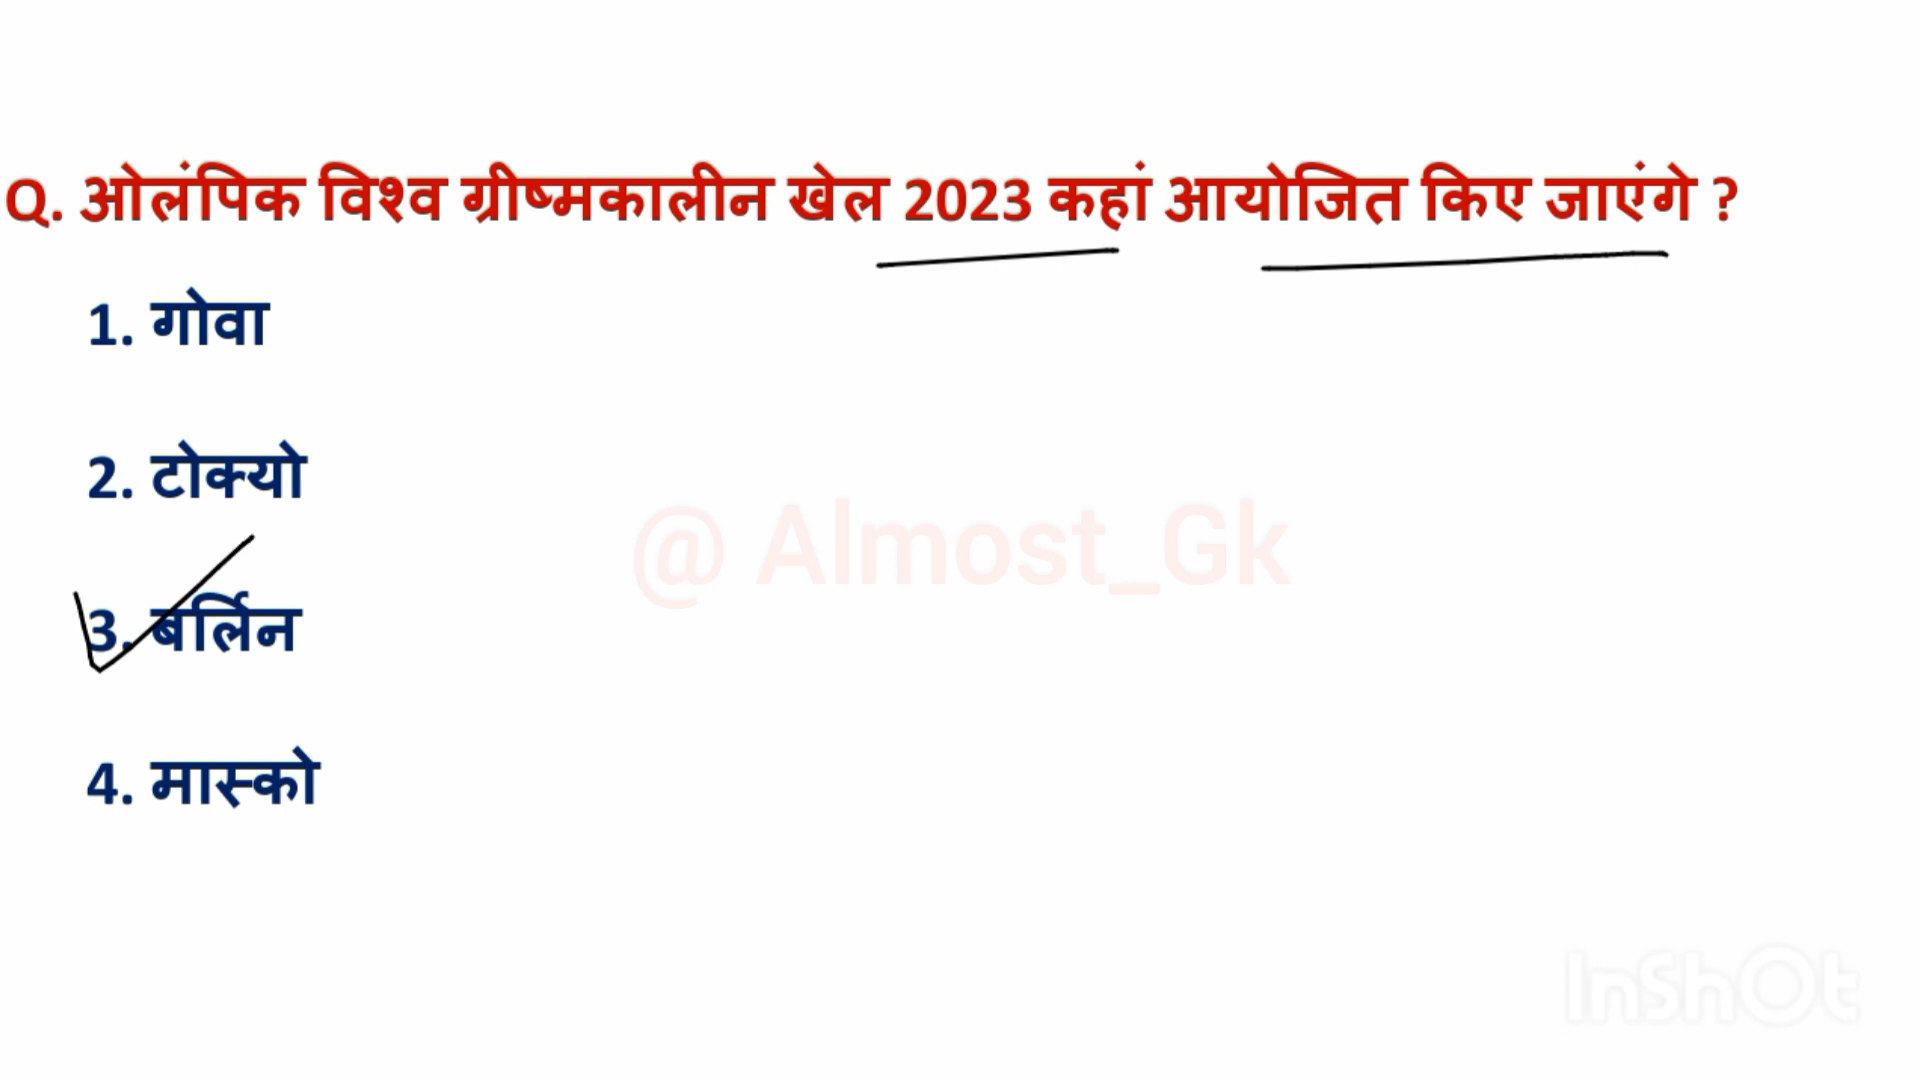 Q. ओलंपिक विश्व ग्रीष्मकालीन खेल 2023 कहां आयोजित किए जाएंगे ?
1. गोवा
2. टोक्यो
@ Almost_Gk
3. बर्लिन
4. मास्को
InShOt